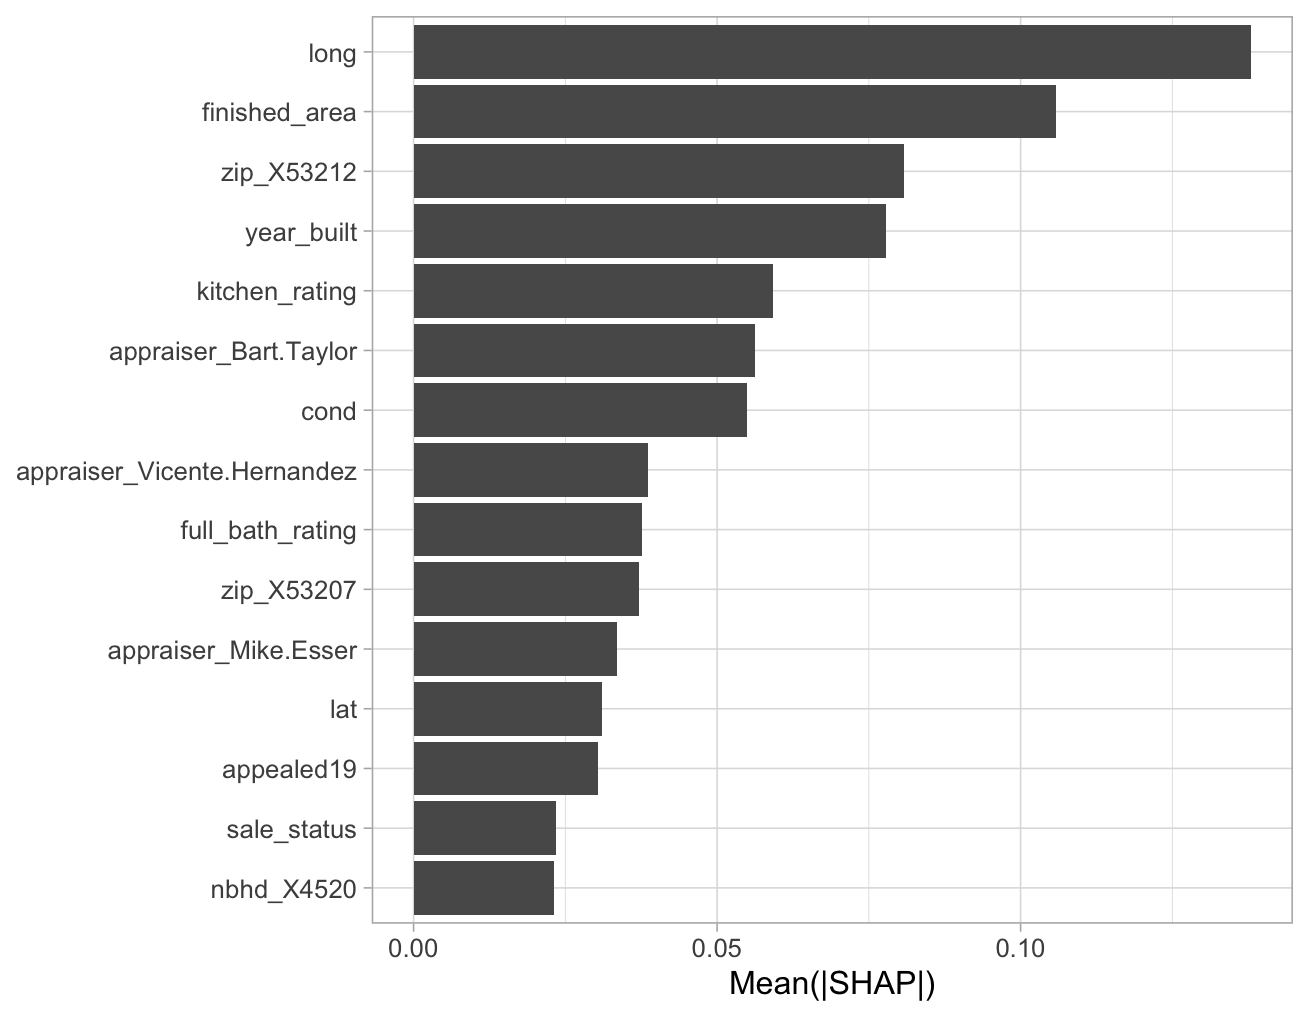 long
finished_area
zip_X53212
year_built
kitchen_rating
appraiser_Bart.Taylor
cond
appraiser_Vicente.Hernandez
full_bath_rating
zip_X53207
appraiser_Mike.Esser
lat
appealed19
sale_status
nbhd_X4520
0.00 0.05 0.10
Mean(|SHAP|)